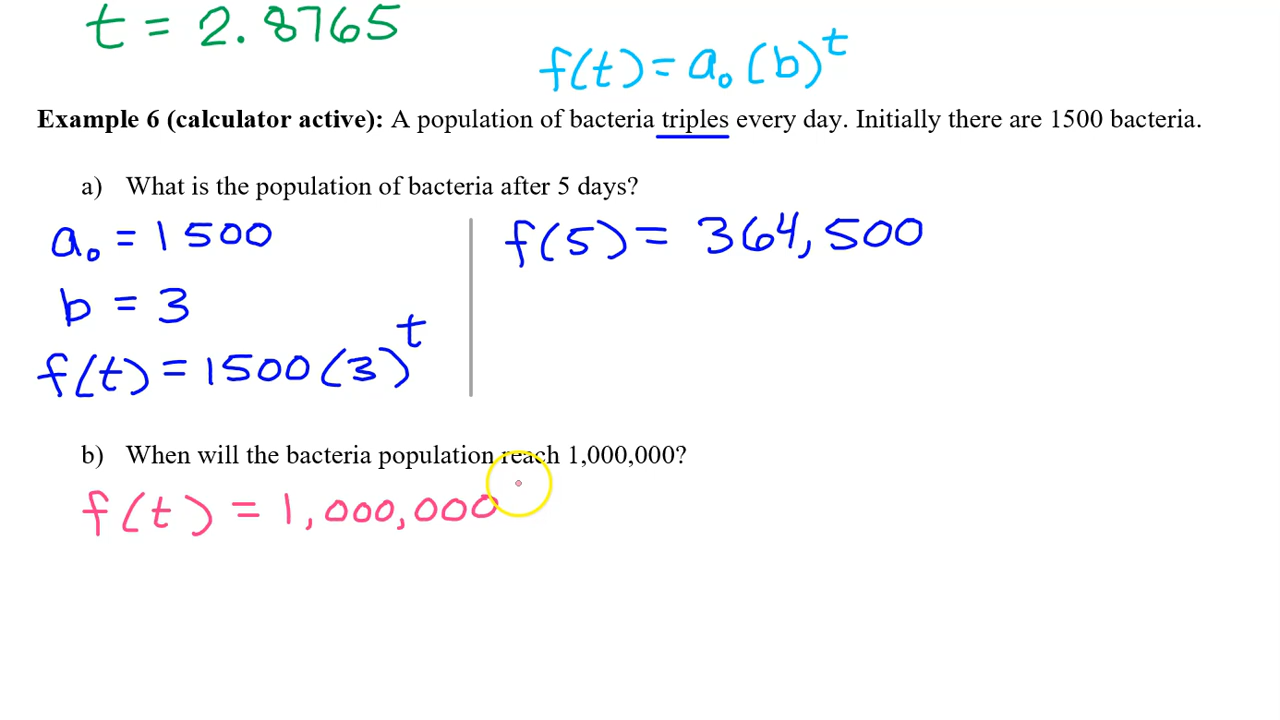 t = 2.8765
f(t) = a₀(b)ᵗ
Example 6 (calculator active): A population of bacteria triples every day. Initially there are 1500 bacteria.
a) What is the population of bacteria after 5 days?
a₀ = 1500
b = 3
f(t) = 1500(3)ᵗ
f(5) = 364,500
b) When will the bacteria population reach 1,000,000?
f(t) = 1,000,000